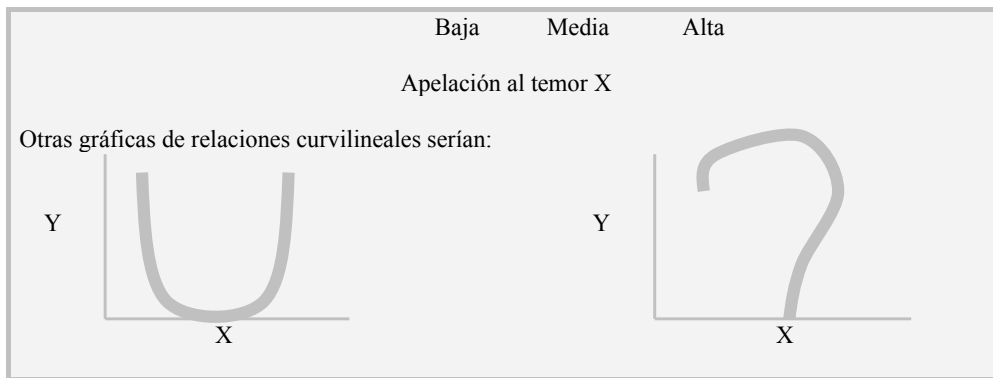 Baja Media Alta
Apelación al temor X
Otras gráficas de relaciones curvilineales serían:
Y Y
X X